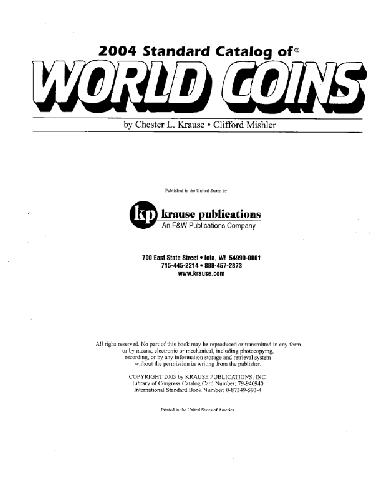 2004 Standard Catalog of®
WORLD COINS
by Chester L. Krause • Clifford Mishler
Published in the United States by
kp krause publications
An F&W Publications Company
700 East State Street • Iola, WI 54990-0001
715-445-2214 • 888-457-2873
www.krause.com
All rights reserved. No part of this book may be reproduced or transmitted in any form
or by means, electronic or mechanical, including photocopying,
recording, or by any information storage and retrieval system
without the permission in writing from the publisher.
COPYRIGHT 2003 by KRAUSE PUBLICATIONS, INC.
Library of Congress Catalog Card Number:
International Standard Book Number:
Printed in the United States of America